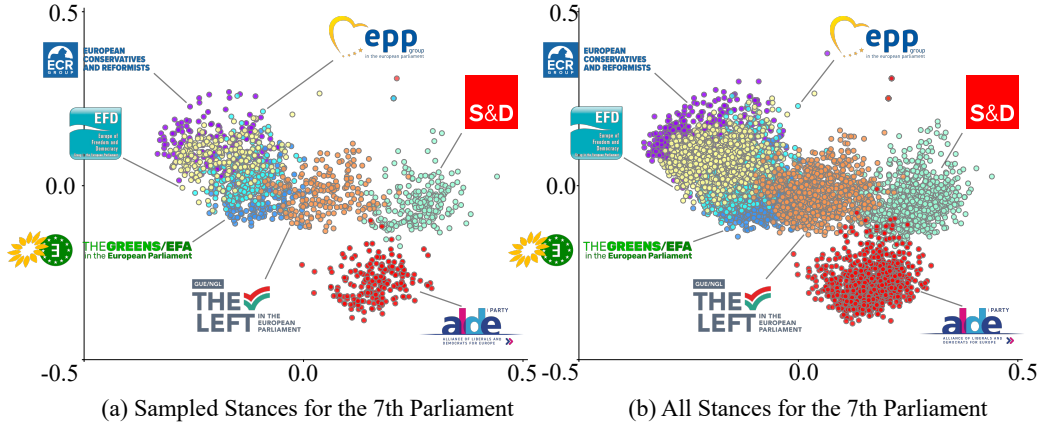 0.5
epp
group
in the european parliament
ECR
GROUP
EUROPEAN
CONSERVATIVES
AND REFORMISTS
EFD
Europe of
Freedom and
Democracy
S&D
0.0
THEGREENS/EFA
in the European Parliament
GUE/NGL
THE
LEFT
IN THE
EUROPEAN
PARLIAMENT
alde
PARTY
ALLIANCE OF LIBERALS AND
DEMOCRATS FOR EUROPE
-0.5
0.0
0.5
(a) Sampled Stances for the 7th Parliament
0.5
epp
group
in the european parliament
ECR
GROUP
EUROPEAN
CONSERVATIVES
AND REFORMISTS
EFD
Europe of
Freedom and
Democracy
S&D
0.0
THEGREENS/EFA
in the European Parliament
GUE/NGL
THE
LEFT
IN THE
EUROPEAN
PARLIAMENT
alde
PARTY
ALLIANCE OF LIBERALS AND
DEMOCRATS FOR EUROPE
-0.5
0.0
0.5
(b) All Stances for the 7th Parliament